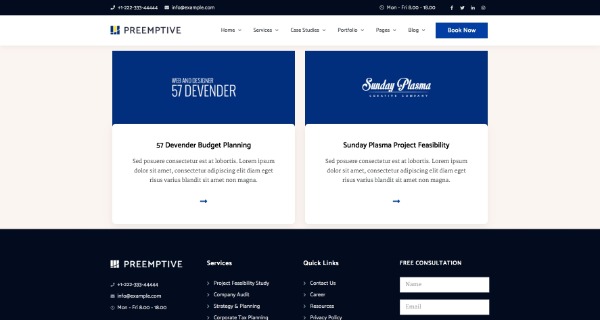 +1-222-333-44444 info@example.com Mon - Fri 8.00 - 18.00
PREEMPTIVE Home Services Case Studies Portfolio Pages Blog Book Now
WEB AND DESIGNER
57 DEVENDER
Sunday Plasma
CREATIVE COMPANY
57 Devender Budget Planning
Sed posuere consectetur est at lobortis. Lorem ipsum
dolor sit amet, consectetur adipiscing elit diam eget
risus varius blandit sit amet non magna.
Sunday Plasma Project Feasibility
Sed posuere consectetur est at lobortis. Lorem ipsum
dolor sit amet, consectetur adipiscing elit diam eget
risus varius blandit sit amet non magna.
PREEMPTIVE
+1-222-333-44444
info@example.com
Mon - Fri 8.00 - 18.00
Services
Project Feasibility Study
Company Audit
Strategy & Planning
Corporate Tax Planning
Quick Links
Contact Us
Career
Resources
Privacy Policy
FREE CONSULTATION
Name
Email